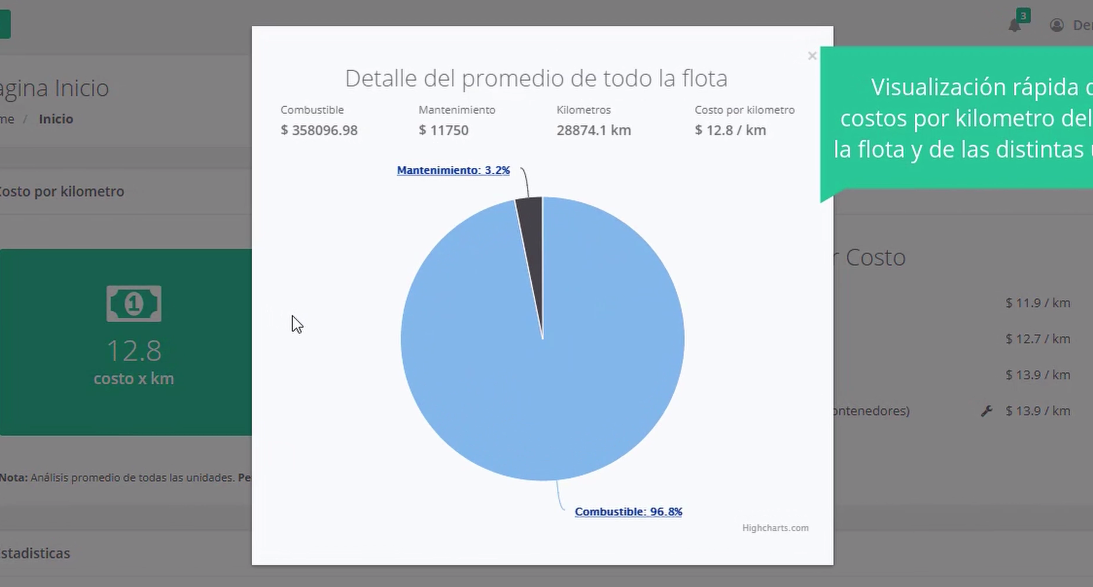 3
agina Inicio
me / Inicio
Detalle del promedio de todo la flota
×
Combustible Mantenimiento Kilometros Costo por kilometro
$ 358096.98 $ 11750 28874.1 km $ 12.8 / km
Visualización rápida
costos por kilometro del
la flota y de las distintas
Costo por kilometro
Mantenimiento: 3.2%
r Costo
$ 11.9 / km
1
12.8
$ 12.7 / km
costo x km
$ 13.9 / km
ontenedores) $ 13.9 / km
Nota: Análisis promedio de todas las unidades. Pe
Combustible: 96.8%
Highcharts.com
stadisticas